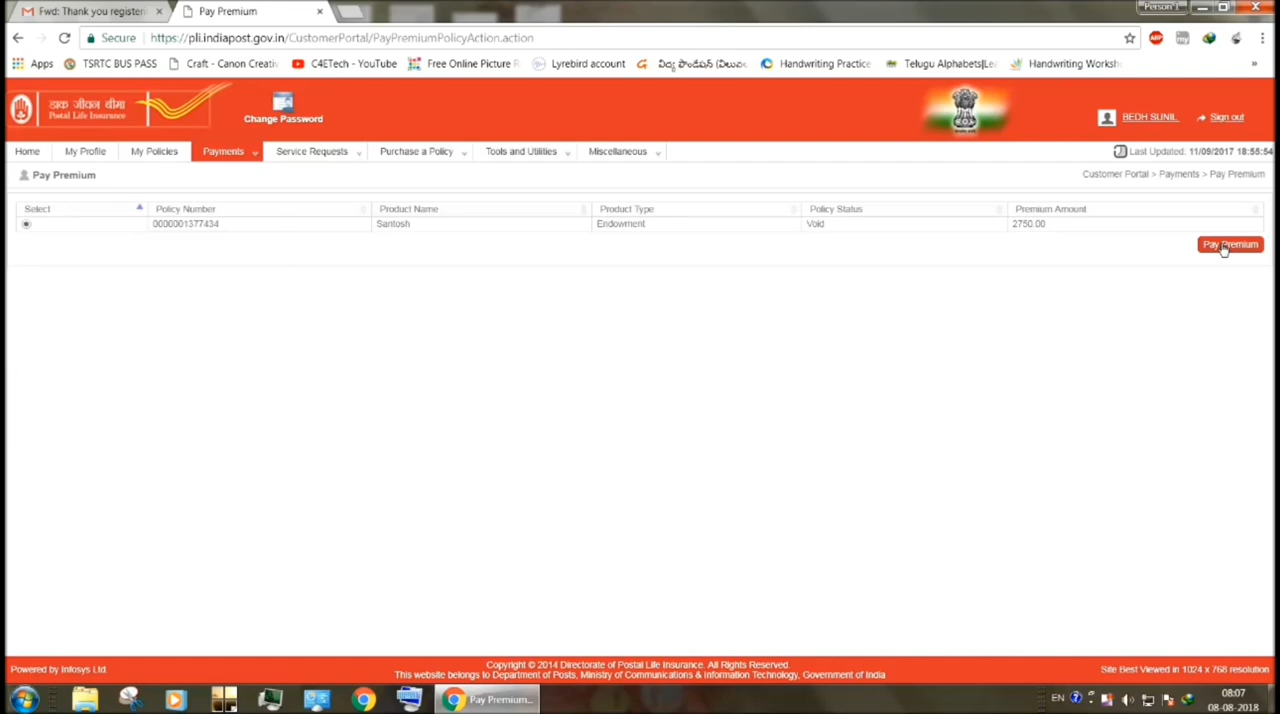 Fwd: Thank you registeri
Pay Premium
Person 1
Secure
https://pli.indiapost.gov.in/CustomerPortal/PayPremiumPolicyAction.action
ABP
Apps TSRTC BUS PASS Craft - Canon Creativ C4ETech - YouTube Free Online Picture R Lyrebird account విద్య ఫౌండేషన్ (విలువ Handwriting Practice Telugu Alphabets|Lea Handwriting Worksh »
डाक जीवन बीमा
Postal Life Insurance
Change Password
BEDH SUNIL
Sign out
Home My Profile My Policies Payments Service Requests Purchase a Policy Tools and Utilities Miscellaneous Last Updated: 11/09/2017 18:55:54
Pay Premium
Customer Portal > Payments > Pay Premium
Select Policy Number Product Name Product Type Policy Status Premium Amount
0000001377434 Santosh Endowment Void 2750.00
Pay Premium
Powered by Infosys Ltd.
Copyright © 2014 Directorate of Postal Life Insurance. All Rights Reserved.
This website belongs to Department of Posts, Ministry of Communications & Information Technology, Government of India
Site Best Viewed in 1024 x 768 resolution
Pay Premium...
EN
08:07
08-08-2018